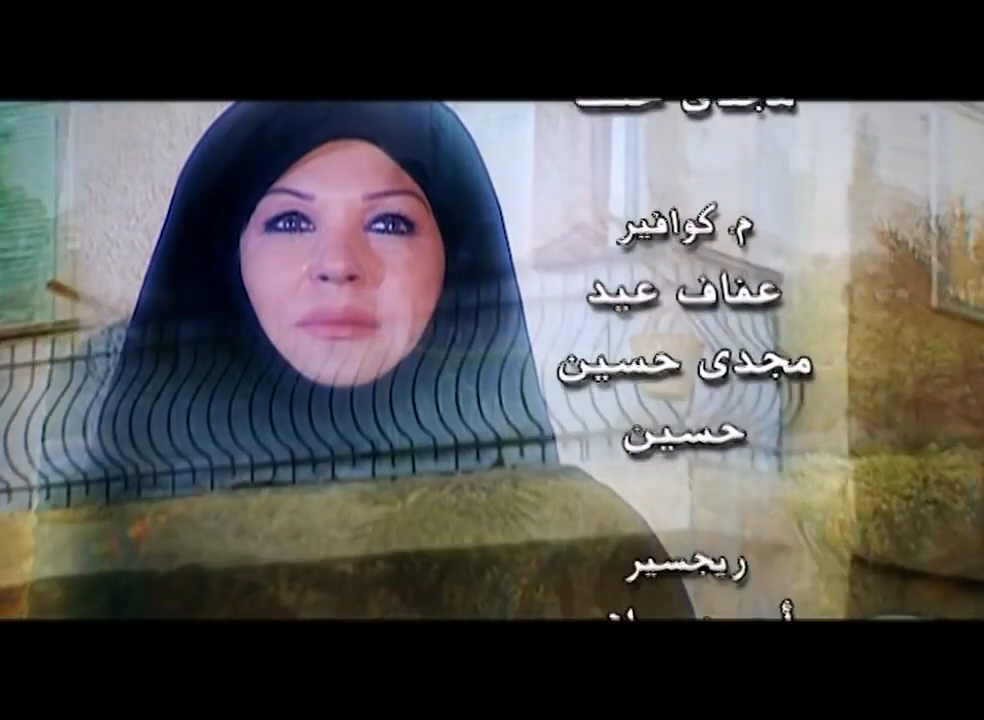 م. كوافير
عفاف عيد
مجدى حسين
حسين
ريجسير